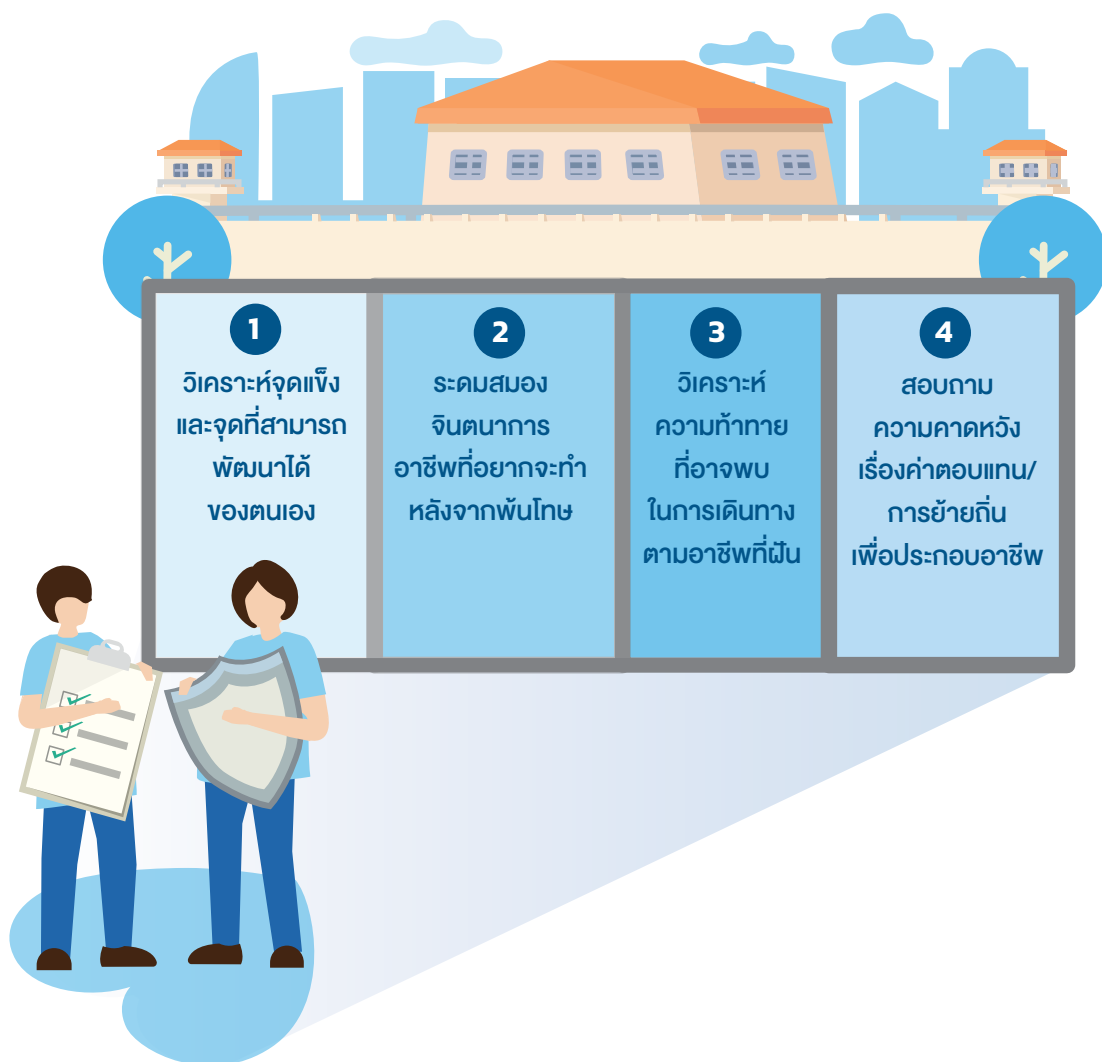 1
วิเคราะห์จุดแข็ง
และจุดที่สามารถ
พัฒนาได้
ของตนเอง
2
ระดมสมอง
จินตนาการ
อาชีพที่อยากจะทำ
หลังจากพ้นโทษ
3
วิเคราะห์
ความท้าทาย
ที่อาจพบ
ในการเดินทาง
ตามอาชีพที่ฝัน
4
สอบถาม
ความคาดหวัง
เรื่องค่าตอบแทน/
การย้ายถิ่น
เพื่อประกอบอาชีพ